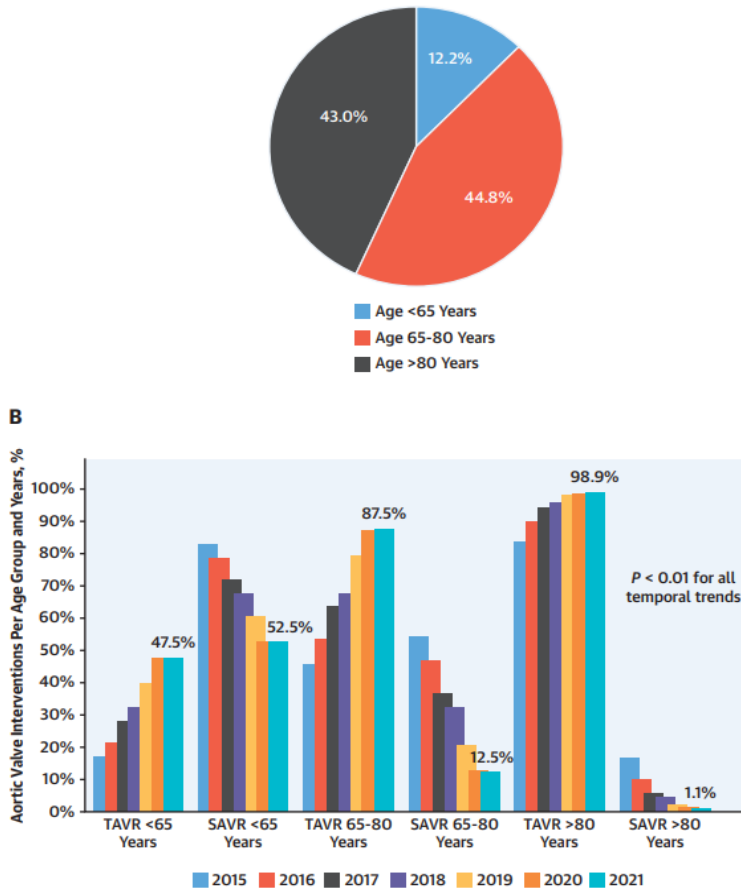 12.2%
43.0%
44.8%
Age <65 Years
Age 65-80 Years
Age >80 Years
B
Aortic Valve Interventions Per Age Group and Years, %
100%
90%
80%
70%
60%
50%
40%
30%
20%
10%
0%
47.5%
52.5%
87.5%
12.5%
98.9%
1.1%
P < 0.01 for all
temporal trends
TAVR <65
Years
SAVR <65
Years
TAVR 65-80
Years
SAVR 65-80
Years
TAVR >80
Years
SAVR >80
Years
2015 2016 2017 2018 2019 2020 2021